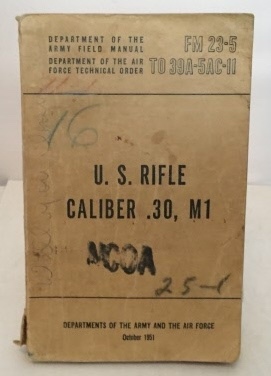 DEPARTMENT OF THE
ARMY FIELD MANUAL
FM 23-5
DEPARTMENT OF THE AIR
FORCE TECHNICAL ORDER
TO 39A-5AC-11
16
U. S. RIFLE
CALIBER .30, M1
25-1
DEPARTMENTS OF THE ARMY AND THE AIR FORCE
October 1951